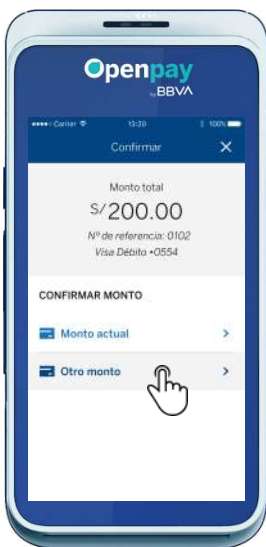 Openpay
by BBVA
Carrier 13:20 100%
Confirmar
Monto total
S/200.00
Nº de referencia: 0102
Visa Débito •0554
CONFIRMAR MONTO
Monto actual
Otro monto